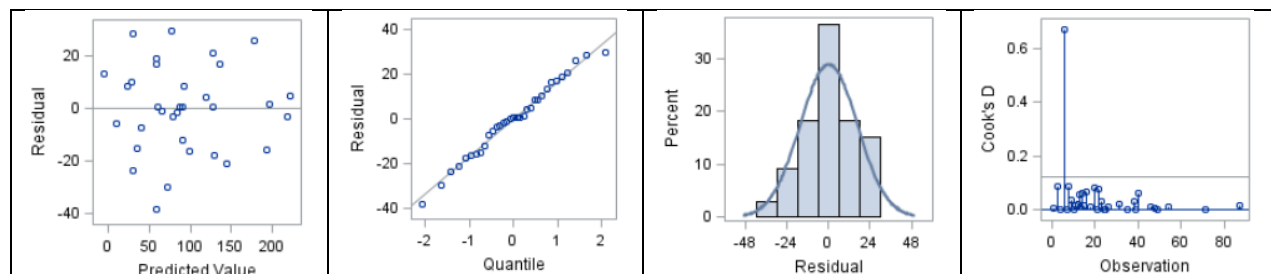 Residual
20
0
-20
-40
0 50 100 150 200
Predicted Value
Residual
40
20
0
-20
-40
-2 -1 0 1 2
Quantile
Percent
30
20
10
0
-48 -24 0 24 48
Residual
Cook's D
0.6
0.4
0.2
0.0
0 20 40 60 80
Observation